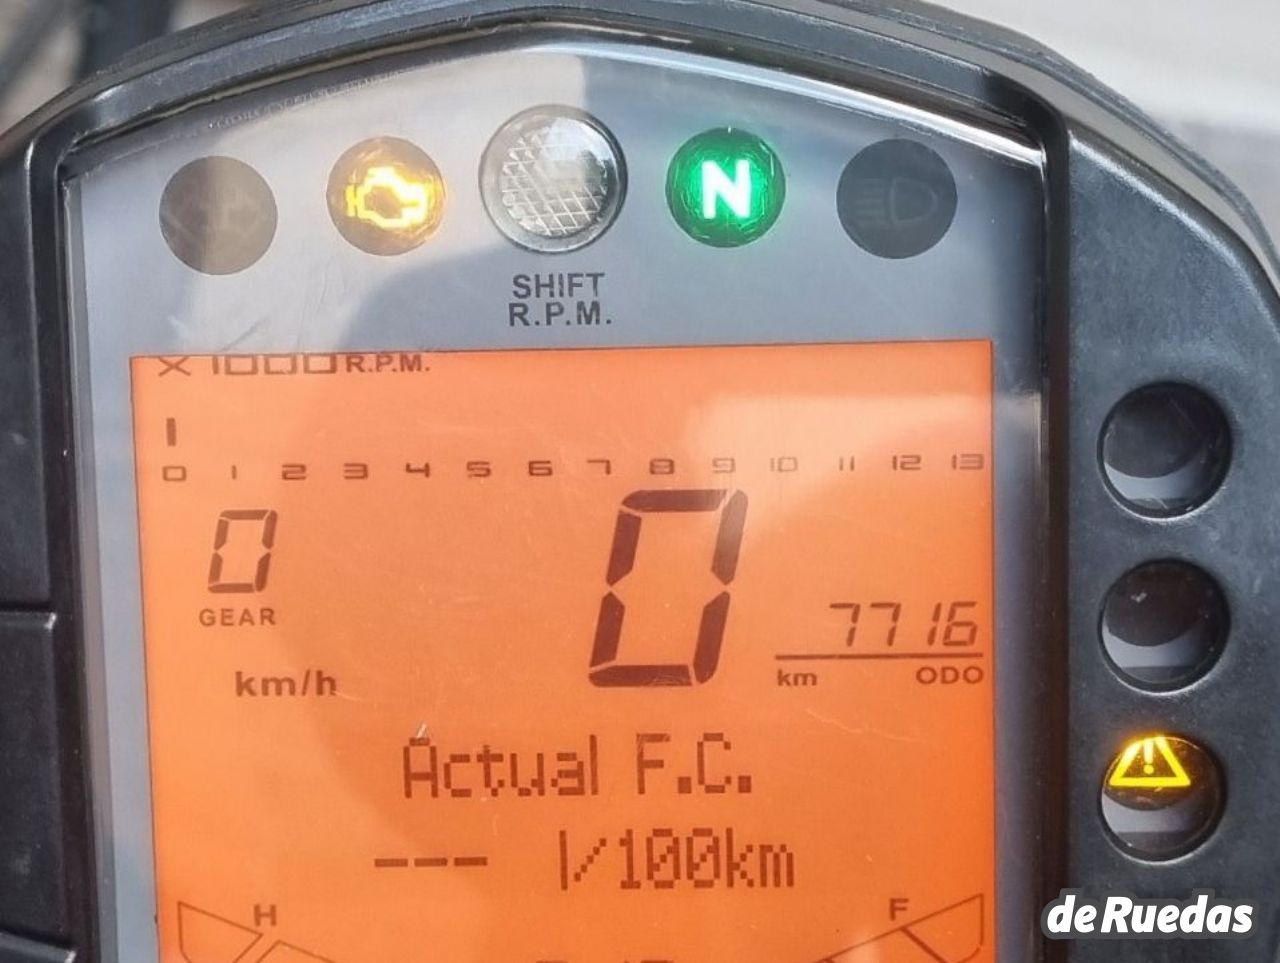 N
SHIFT
R.P.M.
X 1000 R.P.M.
0 1 2 3 4 5 6 7 8 9 10 11 12 13
0
GEAR
0
km/h
7716
km ODO
Actual F.C.
--- l/100km
H F
deRuedas